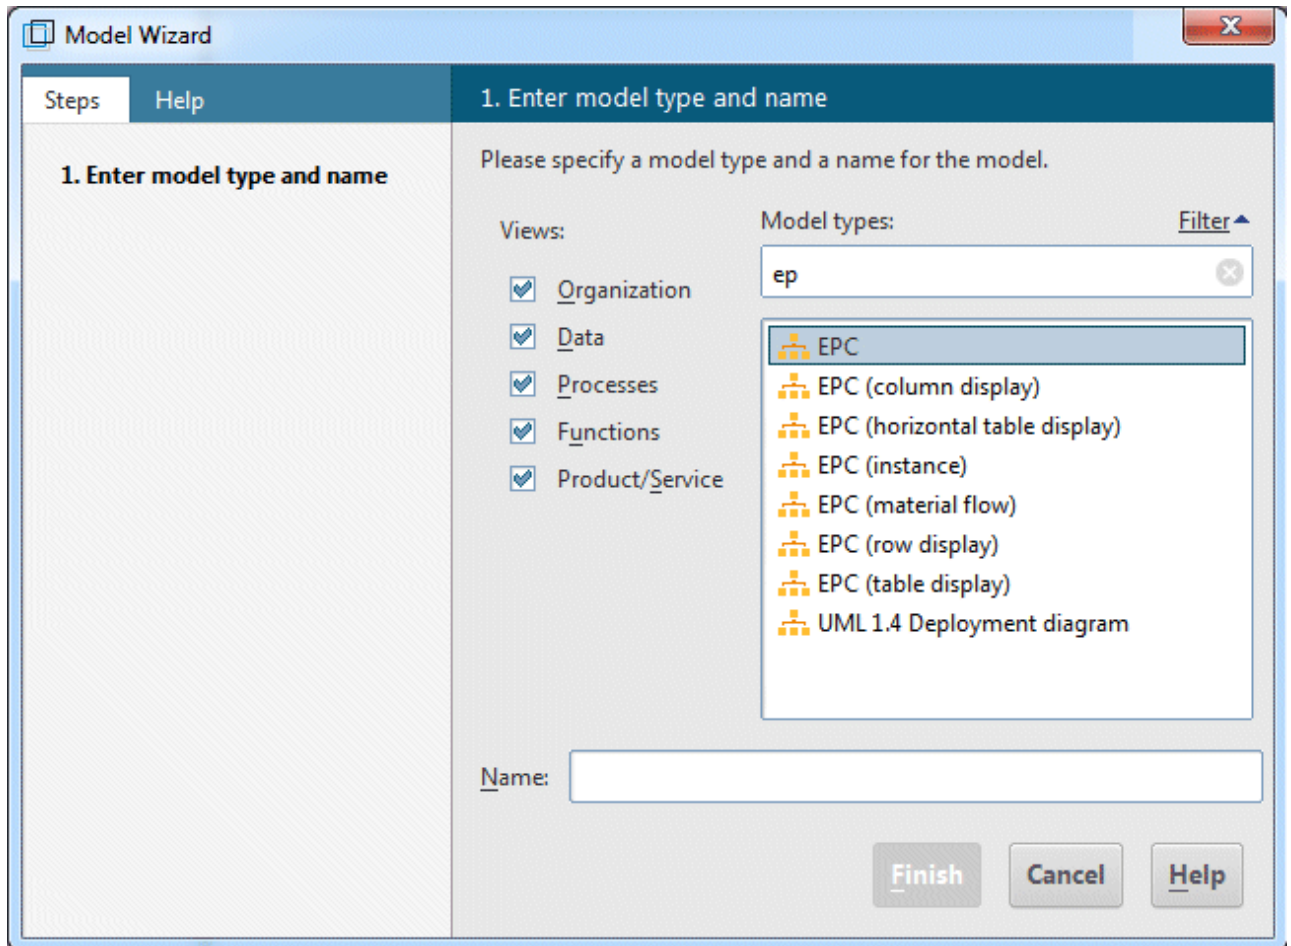 Model Wizard
Steps
Help
1. Enter model type and name
1. Enter model type and name
Please specify a model type and a name for the model.
Views:
Organization
Data
Processes
Functions
Product/Service
Model types:
Filter
ep
EPC
EPC (column display)
EPC (horizontal table display)
EPC (instance)
EPC (material flow)
EPC (row display)
EPC (table display)
UML 1.4 Deployment diagram
Name:
Finish
Cancel
Help